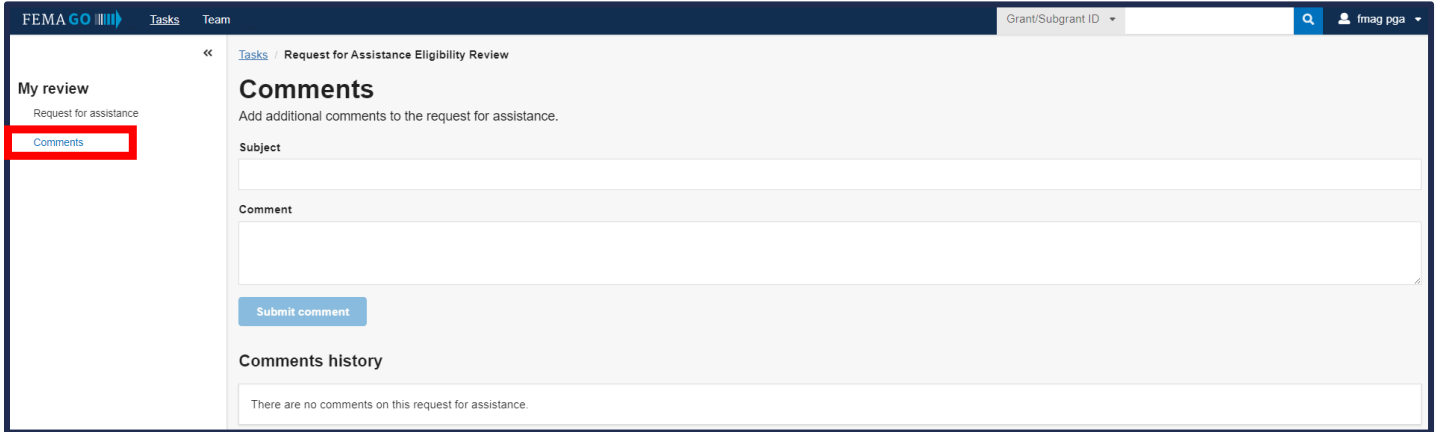 FEMA GO Tasks Team Grant/Subgrant ID fmag pga
« Tasks / Request for Assistance Eligibility Review
My review
Request for assistance
Comments
Comments
Add additional comments to the request for assistance.
Subject
Comment
Submit comment
Comments history
There are no comments on this request for assistance.